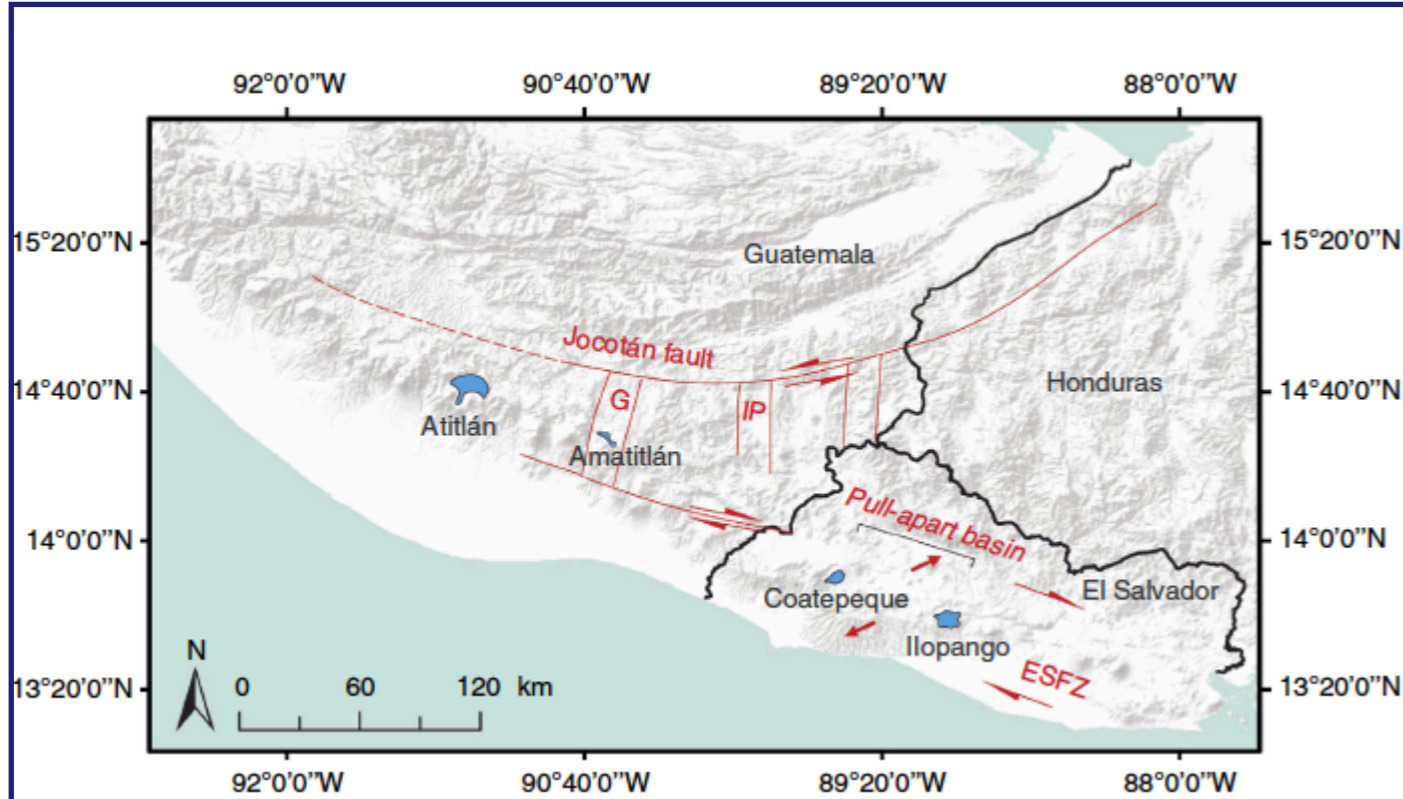 92°0'0’’W 90°40'0’’W 89°20'0’’W 88°0'0’’W
15°20'0’’N 15°20'0’’N
Guatemala
Jocotán fault
Honduras
14°40'0’’N 14°40'0’’N
G IP
Atitlán
Amatitlán
Pull-apart basin
14°0'0’’N 14°0'0’’N
El Salvador
Coatepeque
Ilopango
N
ESFZ
0 60 120 km
13°20'0’’N 13°20'0’’N
92°0'0’’W 90°40'0’’W 89°20'0’’W 88°0'0’’W